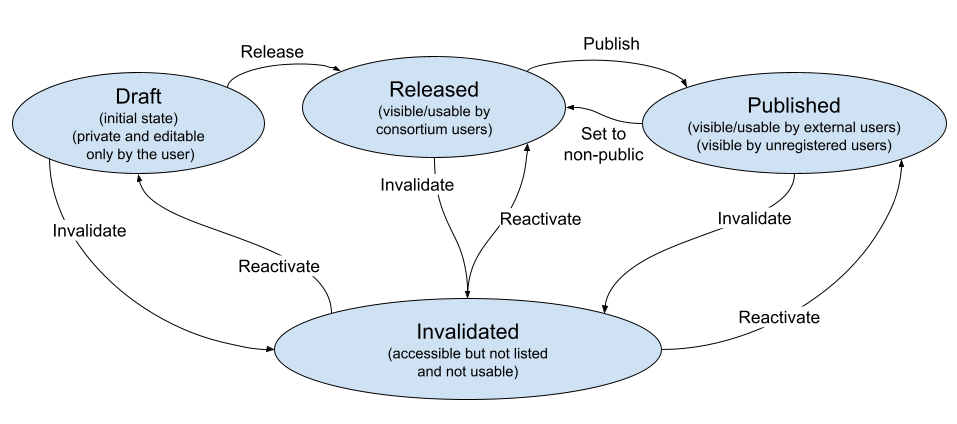 Release
Publish
Draft
(initial state)
(private and editable
only by the user)
Released
(visible/usable by
consortium users)
Published
(visible/usable by external users)
(visible by unregistered users)
Set to
non-public
Invalidate
Reactivate
Invalidate
Invalidate
Reactivate
Reactivate
Invalidated
(accessible but not listed
and not usable)